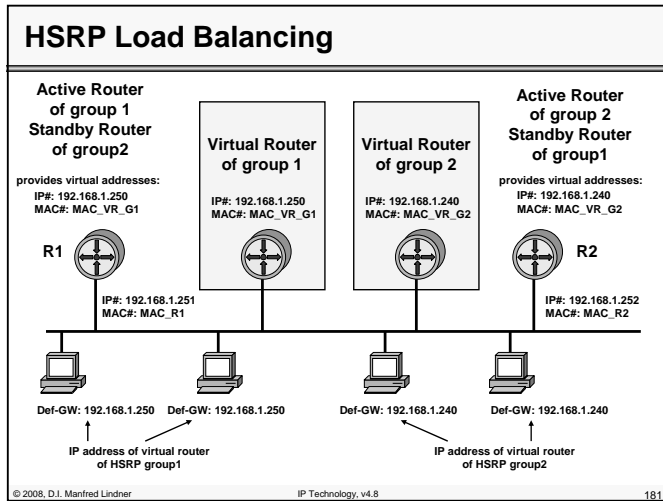 HSRP Load Balancing
Active Router
of group 1
Standby Router
of group2
provides virtual addresses:
IP#: 192.168.1.250
MAC#: MAC_VR_G1
R1
IP#: 192.168.1.251
MAC#: MAC_R1
Virtual Router
of group 1
IP#: 192.168.1.250
MAC#: MAC_VR_G1
Virtual Router
of group 2
IP#: 192.168.1.240
MAC#: MAC_VR_G2
Active Router
of group 2
Standby Router
of group1
provides virtual addresses:
IP#: 192.168.1.240
MAC#: MAC_VR_G2
R2
IP#: 192.168.1.252
MAC#: MAC_R2
Def-GW: 192.168.1.250
Def-GW: 192.168.1.250
Def-GW: 192.168.1.240
Def-GW: 192.168.1.240
IP address of virtual router
of HSRP group1
IP address of virtual router
of HSRP group2
© 2008, D.I. Manfred Lindner
IP Technology, v4.8
181